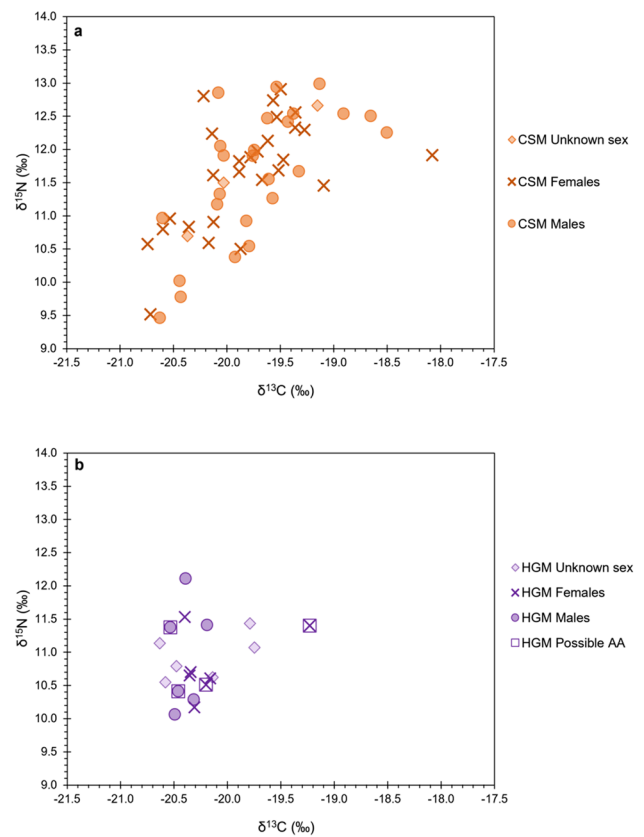 a
14.0
13.5
13.0
12.5
12.0
11.5
11.0
10.5
10.0
9.5
9.0
δ15N (‰)
-21.5 -21.0 -20.5 -20.0 -19.5 -19.0 -18.5 -18.0 -17.5
δ13C (‰)
CSM Unknown sex
CSM Females
CSM Males
b
14.0
13.5
13.0
12.5
12.0
11.5
11.0
10.5
10.0
9.5
9.0
δ15N (‰)
-21.5 -21.0 -20.5 -20.0 -19.5 -19.0 -18.5 -18.0 -17.5
δ13C (‰)
HGM Unknown sex
HGM Females
HGM Males
HGM Possible AA